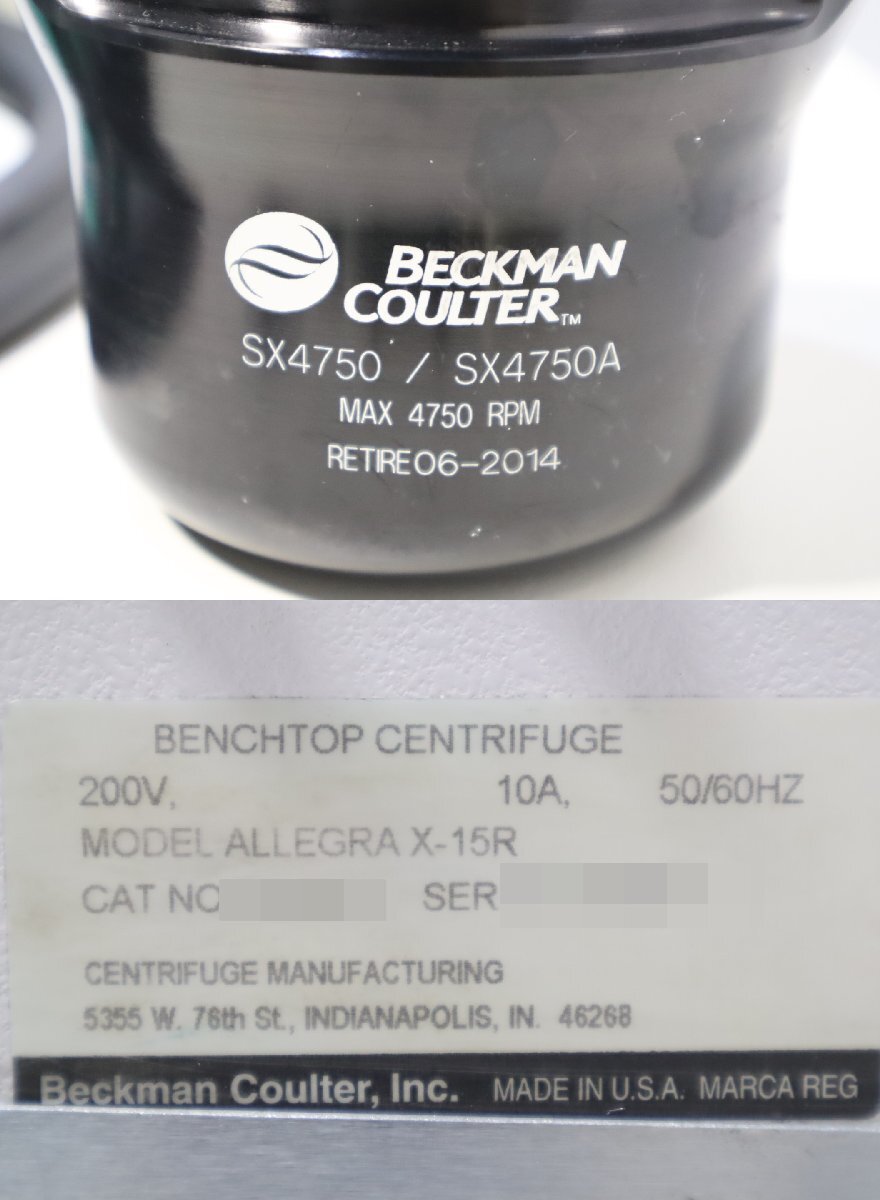 BECKMAN
COULTER™
SX4750 / SX4750A
MAX 4750 RPM
RETIRE06-2014
BENCHTOP CENTRIFUGE
200V, 10A, 50/60HZ
MODEL ALLEGRA X-15R
CAT NO SER
CENTRIFUGE MANUFACTURING
5355 W. 76th St., INDIANAPOLIS, IN. 46268
Beckman Coulter, Inc. MADE IN U.S.A. MARCA REG